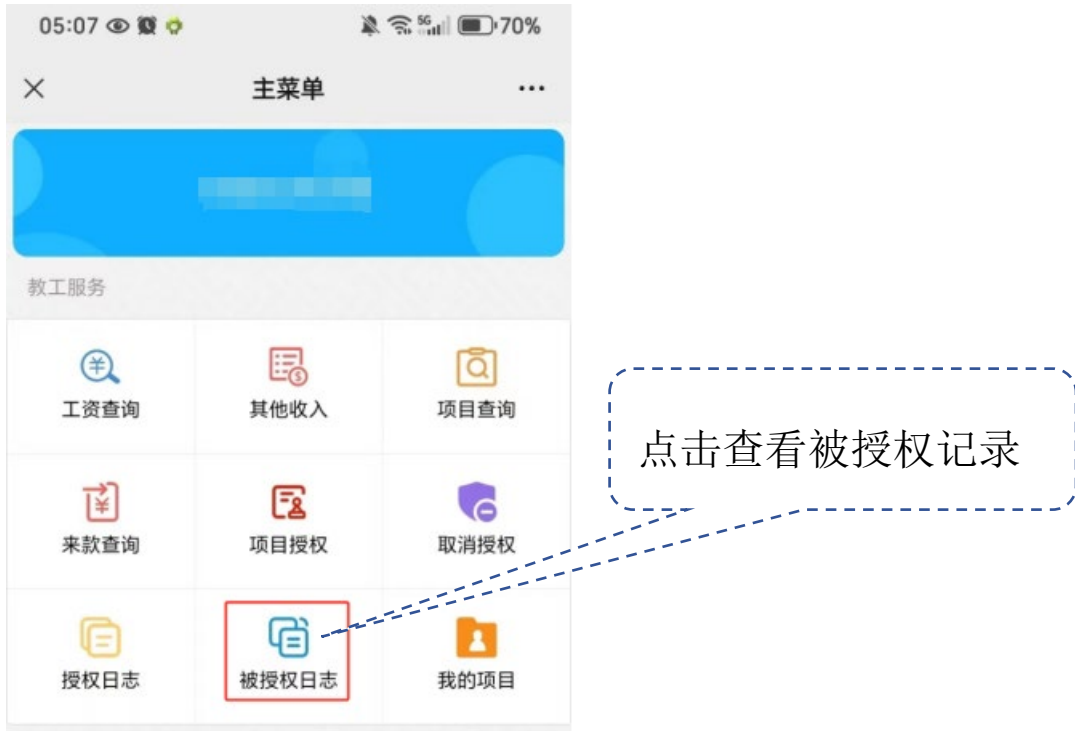 05:07 5G 70%
主菜单
教工服务
工资查询 其他收入 项目查询
点击查看被授权记录
来款查询 项目授权 取消授权
授权日志 被授权日志 我的项目